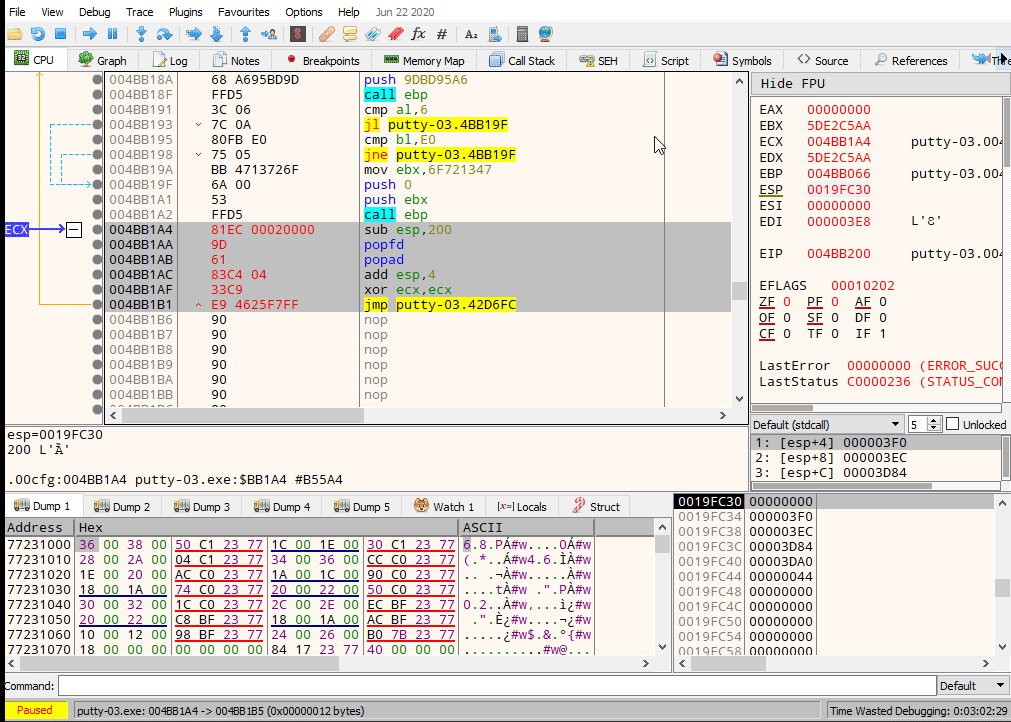 File View Debug Trace Plugins Favourites Options Help Jun 22 2020
CPU Graph Log Notes Breakpoints Memory Map Call Stack SEH Script Symbols Source References
004BB18A 68 A695BD9D push 9DBD95A6
004BB18F FFD5 call ebp
004BB191 3C 06 cmp al,6
004BB193 7C 0A jl putty-03.4BB19F
004BB195 80FB E0 cmp bl,E0
004BB198 75 05 jne putty-03.4BB19F
004BB19A BB 4713726F mov ebx,6F721347
004BB19F 6A 00 push 0
004BB1A1 53 push ebx
004BB1A2 FFD5 call ebp
ECX 004BB1A4 81EC 00020000 sub esp,200
004BB1AA 9D popfd
004BB1AB 61 popad
004BB1AC 83C4 04 add esp,4
004BB1AF 33C9 xor ecx,ecx
004BB1B1 E9 4625F7FF jmp putty-03.42D6FC
004BB1B6 90 nop
004BB1B7 90 nop
004BB1B8 90 nop
004BB1B9 90 nop
004BB1BA 90 nop
004BB1BB 90 nop
Hide FPU
EAX 00000000
EBX 5DE2C5AA
ECX 004BB1A4 putty-03.004
EDX 5DE2C5AA
EBP 004BB066 putty-03.004
ESP 0019FC30
ESI 00000000
EDI 000003E8 L'Ϩ'
EIP 004BB200 putty-03.004
EFLAGS 00010202
ZF 0 PF 0 AF 0
OF 0 SF 0 DF 0
CF 0 TF 0 IF 1
LastError 00000000 (ERROR_SUCC
LastStatus C0000236 (STATUS_CON
Default (stdcall) 5 Unlocked
1: [esp+4] 000003F0
2: [esp+8] 000003EC
3: [esp+C] 00003D84
esp=0019FC30
200 L'Ȁ'
.00cfg:004BB1A4 putty-03.exe:$BB1A4 #B55A4
Dump 1 Dump 2 Dump 3 Dump 4 Dump 5 Watch 1 [x=] Locals Struct
Address Hex ASCII
77231000 36 00 38 00 50 C1 23 77 1C 00 1E 00 30 C1 23 77 6.8.PÁ#w....0Á#w
77231010 28 00 2A 00 04 C1 23 77 34 00 36 00 CC C0 23 77 (.*..Á#w4.6.ÌÀ#w
77231020 1E 00 20 00 AC C0 23 77 1A 00 1C 00 90 C0 23 77 .. .¬À#w.....À#w
77231030 18 00 1A 00 74 C0 23 77 20 00 22 00 50 C0 23 77 ....tÀ#w .".PÀ#w
77231040 30 00 32 00 1C C0 23 77 2C 00 2E 00 EC BF 23 77 0.2..À#w,...ì¿#w
77231050 20 00 22 00 C8 BF 23 77 18 00 1A 00 AC BF 23 77  .".È¿#w....¬¿#w
77231060 10 00 12 00 98 BF 23 77 24 00 26 00 B0 7B 23 77 .....¿#w$.&.°{#w
77231070 18 00 00 00 00 00 00 00 84 17 23 77 40 00 00 00 ..........#w@...
0019FC30 00000000
0019FC34 000003F0
0019FC38 000003EC
0019FC3C 00003D84
0019FC40 00003DA0
0019FC44 00000044
0019FC48 00000000
0019FC4C 00000000
0019FC50 00000000
0019FC54 00000000
0019FC58 00000000
Command: Default
Paused putty-03.exe: 004BB1A4 -> 004BB1B5 (0x00000012 bytes) Time Wasted Debugging: 0:03:02:29